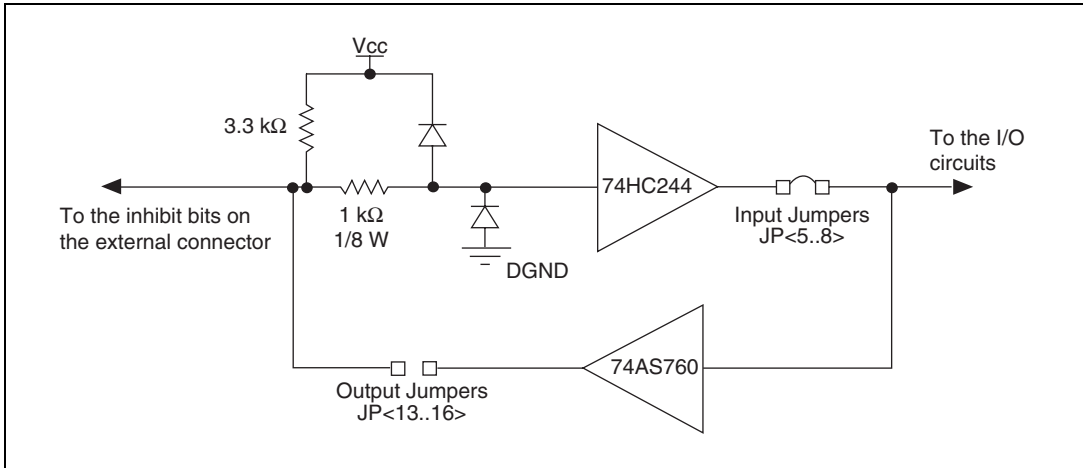 Vcc
3.3 kΩ
To the I/O
circuits
74HC244
To the inhibit bits on
the external connector
1 kΩ
1/8 W
Input Jumpers
JP<5..8>
DGND
74AS760
Output Jumpers
JP<13..16>